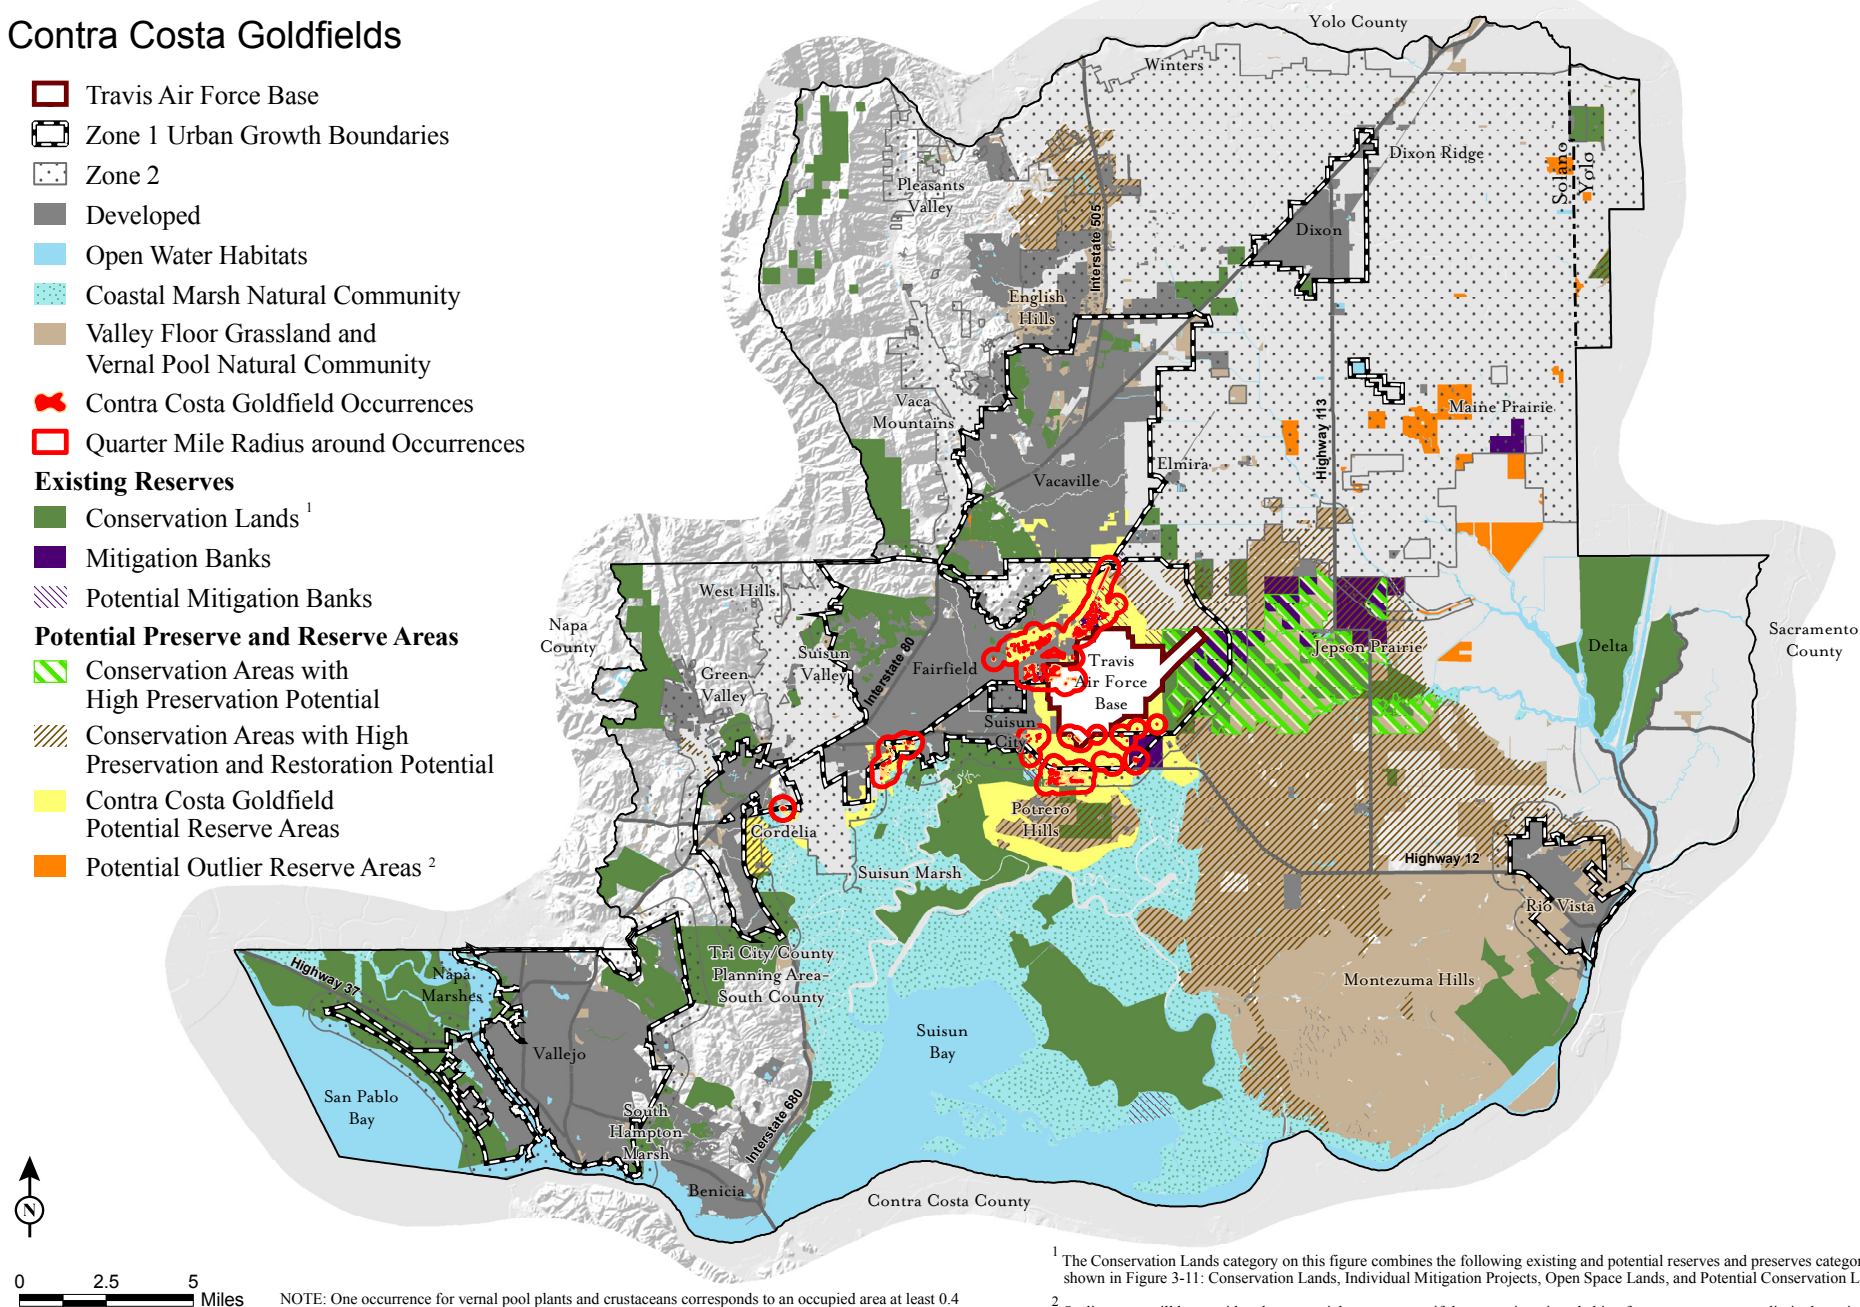 Contra Costa Goldfields
Travis Air Force Base
Zone 1 Urban Growth Boundaries
Zone 2
Developed
Open Water Habitats
Coastal Marsh Natural Community
Valley Floor Grassland and
Vernal Pool Natural Community
Contra Costa Goldfield Occurrences
Quarter Mile Radius around Occurrences
Existing Reserves
Conservation Lands 1
Mitigation Banks
Potential Mitigation Banks
Potential Preserve and Reserve Areas
Conservation Areas with
High Preservation Potential
Conservation Areas with High
Preservation and Restoration Potential
Contra Costa Goldfield
Potential Reserve Areas
Potential Outlier Reserve Areas 2
Yolo County
Winters
Dixon Ridge
Solano
Yolo
Pleasants
Valley
Interstate 505
Dixon
English
Hills
Vaca
Mountains
Highway 113
Maine Prairie
Elmira
Vacaville
West Hills
Napa
County
Suisun
Valley
Green
Valley
Interstate 80
Fairfield
Travis
Air Force
Base
Jepson Prairie
Delta
Sacramento
County
Suisun
City
Potrero
Hills
Cordelia
Suisun Marsh
Highway 12
Rio Vista
Tri City/County
Planning Area-
South County
Montezuma Hills
Highway 37
Napa
Marshes
Vallejo
Suisun
Bay
San Pablo
Bay
South
Hampton
Marsh
Interstate 680
Benicia
Contra Costa County
N
0 2.5 5
Miles
NOTE: One occurrence for vernal pool plants and crustaceans corresponds to an occupied area at least 0.4
1 The Conservation Lands category on this figure combines the following existing and potential reserves and preserves categor
shown in Figure 3-11: Conservation Lands, Individual Mitigation Projects, Open Space Lands, and Potential Conservation L
2